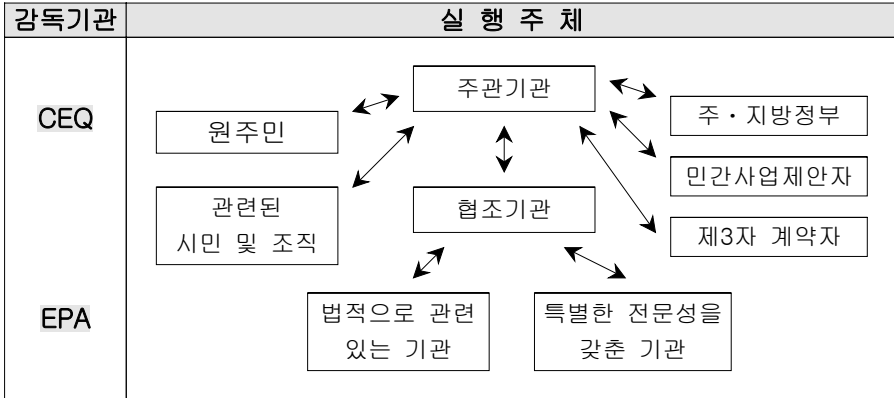 감독기관
실 행 주 체
CEQ
주관기관
원주민
주·지방정부
민간사업제안자
관련된
시민 및 조직
협조기관
제3자 계약자
EPA
법적으로 관련
있는 기관
특별한 전문성을
갖춘 기관